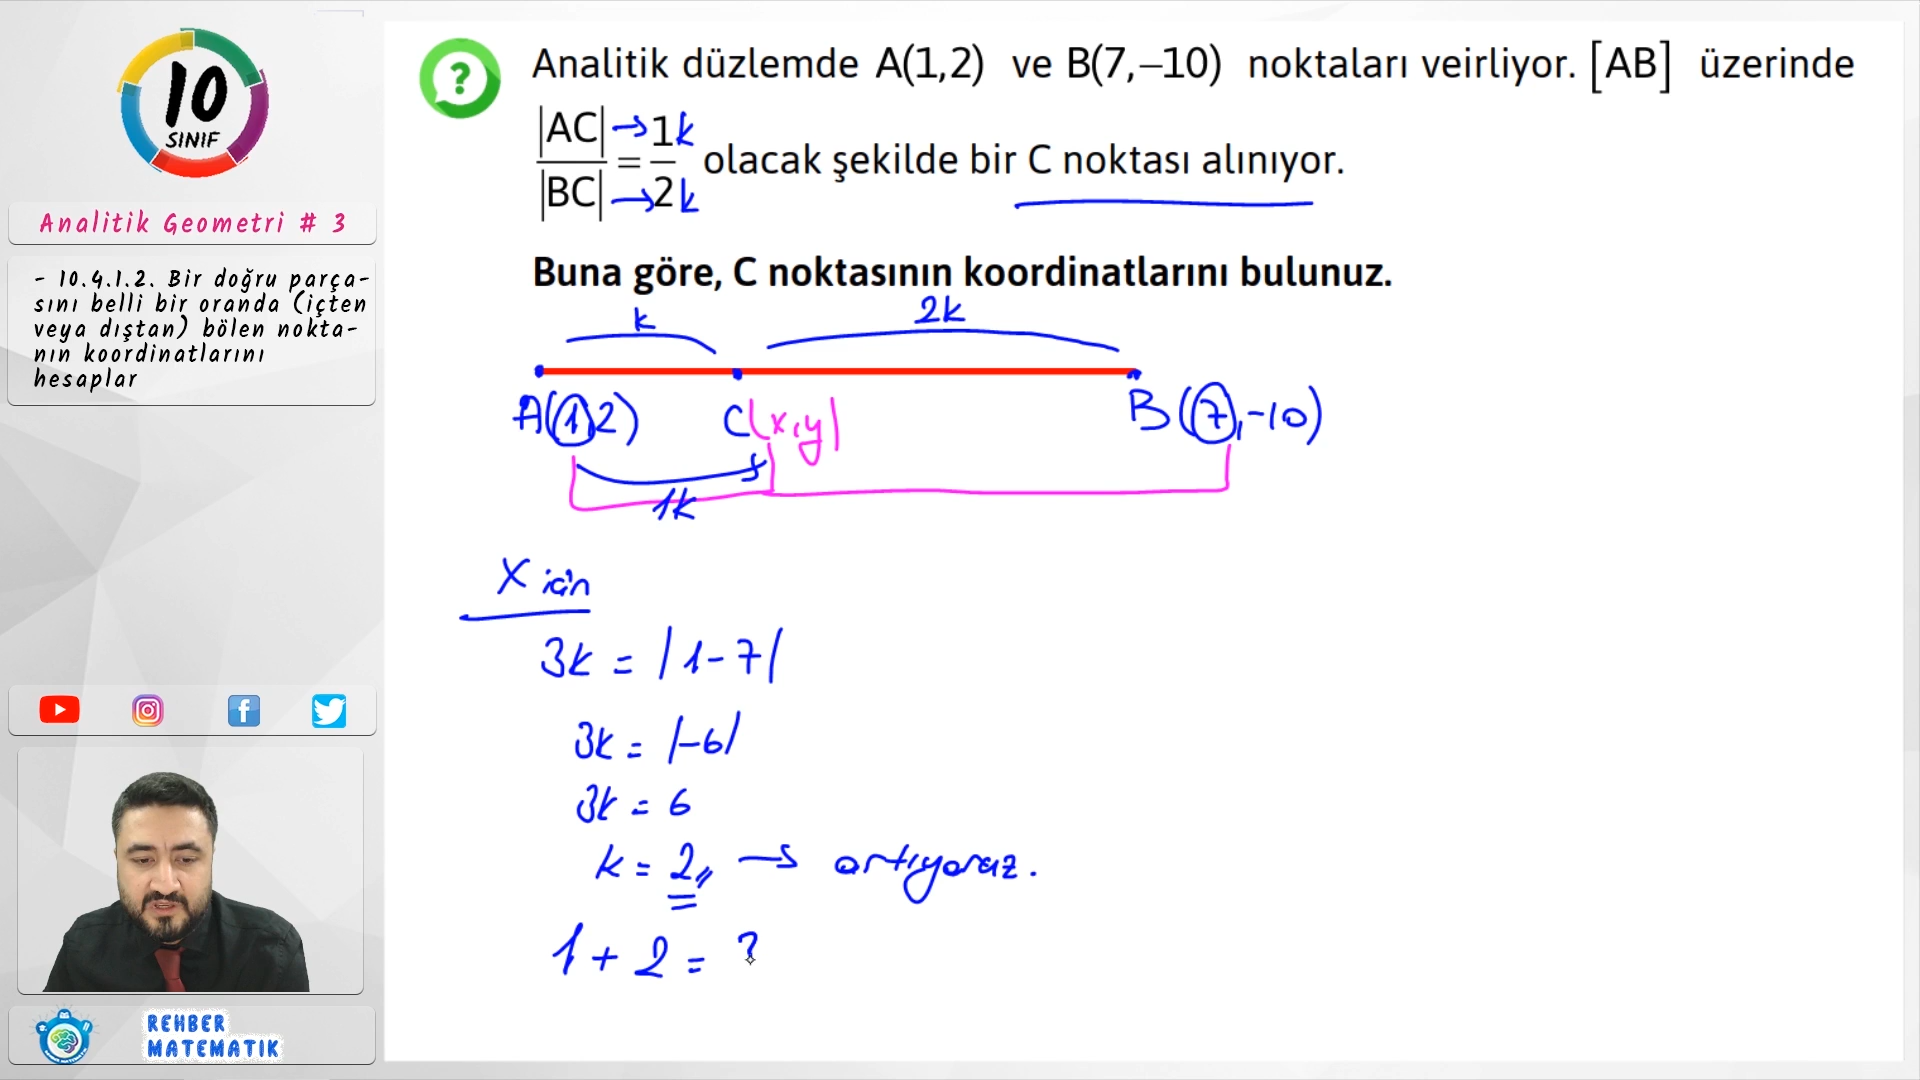 10
SINIF
Analitik Geometri # 3
- 10.4.1.2. Bir doğru parça-
sını belli bir oranda (içten
veya dıştan) bölen nokta-
nın koordinatlarını
hesaplar
REHBER
MATEMATIK
?
Analitik düzlemde A(1,2) ve B(7,–10) noktaları veirliyor. [AB] üzerinde
|AC| → 1k
|BC| → 2k
= olacak şekilde bir C noktası alınıyor.
Buna göre, C noktasının koordinatlarını bulunuz.
k 2k
A(1,2) C(x,y) B(7,-10)
1k
X için
3k = |1-7|
3k = |-6|
3k = 6
k = 2,, → artıyoruz.
1 + 2 =